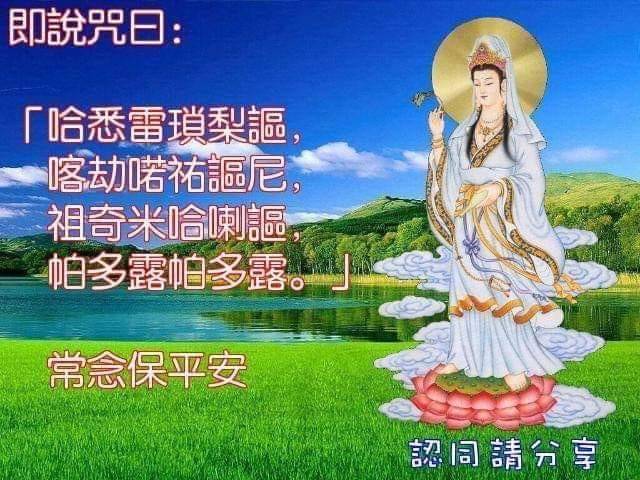 即說咒曰：
「哈悉雷瑣梨謳，
喀劫喏祐謳尼，
祖奇米哈喇謳，
帕多露帕多露。」
常念保平安
認同請分享